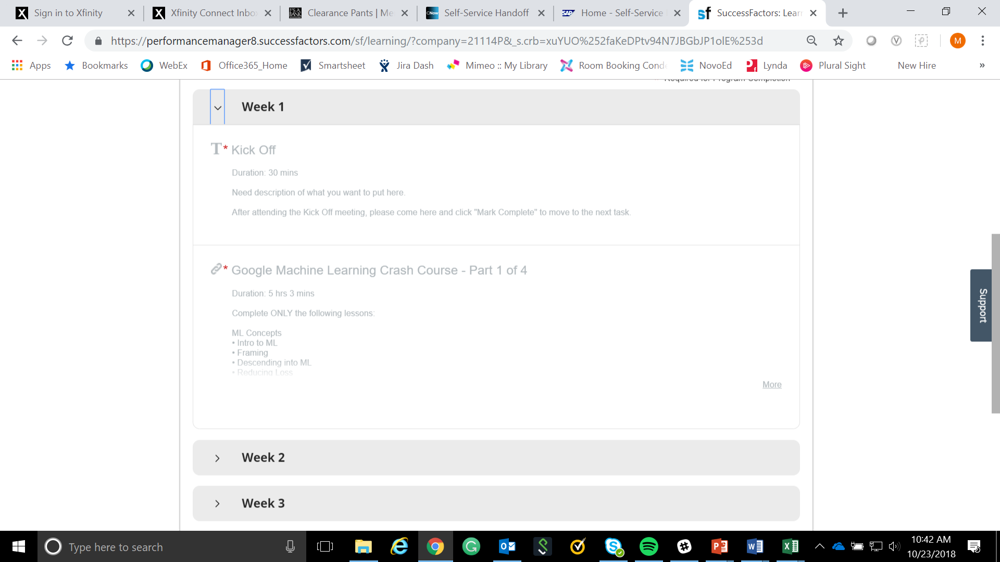 Sign in to Xfinity
Xfinity Connect Inbo
Clearance Pants | Me
Self-Service Handoff
Home - Self-Service
SuccessFactors: Lear
https://performancemanager8.successfactors.com/sf/learning/?company=21114P&_s.crb=xuYUO%252faKeDPtv94N7JBGbJP1olE%253d
M
Apps
Bookmarks
WebEx
Office365_Home
Smartsheet
Jira Dash
Mimeo :: My Library
Room Booking Cond
NovoEd
Lynda
Plural Sight
New Hire
»
Required for Program Completion
Week 1
T* Kick Off
Duration: 30 mins
Need description of what you want to put here.
After attending the Kick Off meeting, please come here and click "Mark Complete" to move to the next task.
* Google Machine Learning Crash Course - Part 1 of 4
Duration: 5 hrs 3 mins
Complete ONLY the following lessons:
ML Concepts
• Intro to ML
• Framing
• Descending into ML
• Reducing Loss
More
Support
Week 2
Week 3
Type here to search
10:42 AM
10/23/2018